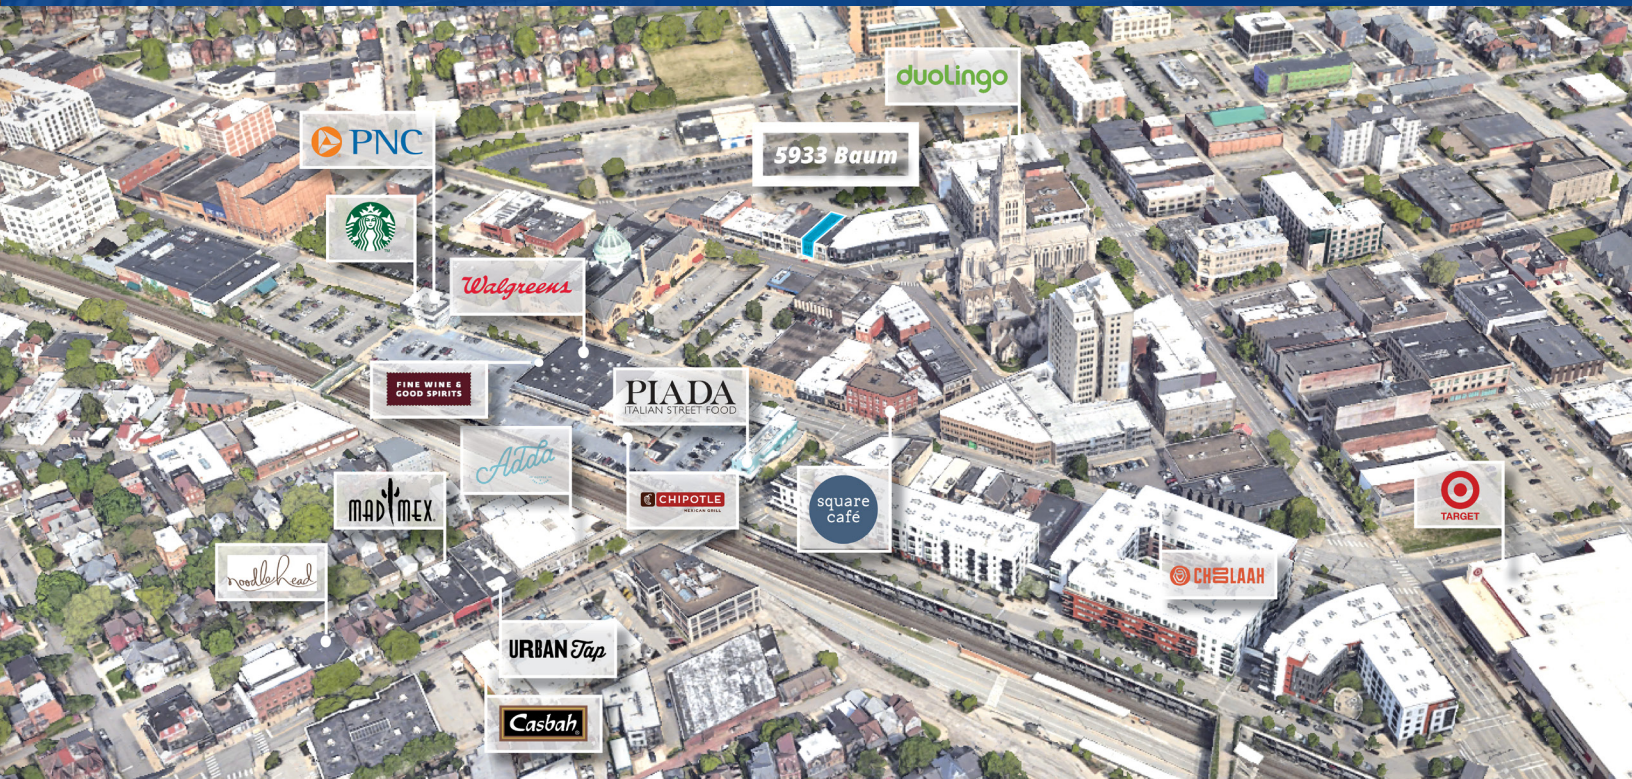 duolingo
PNC
5933 Baum
Walgreens
FINE WINE &
GOOD SPIRITS
PIADA
ITALIAN STREET FOOD
Adda
MAD MEX.
CHIPOTLE
MEXICAN GRILL
square
café
TARGET
noodlehead
CHOOLAAH
URBAN Tap
Casbah